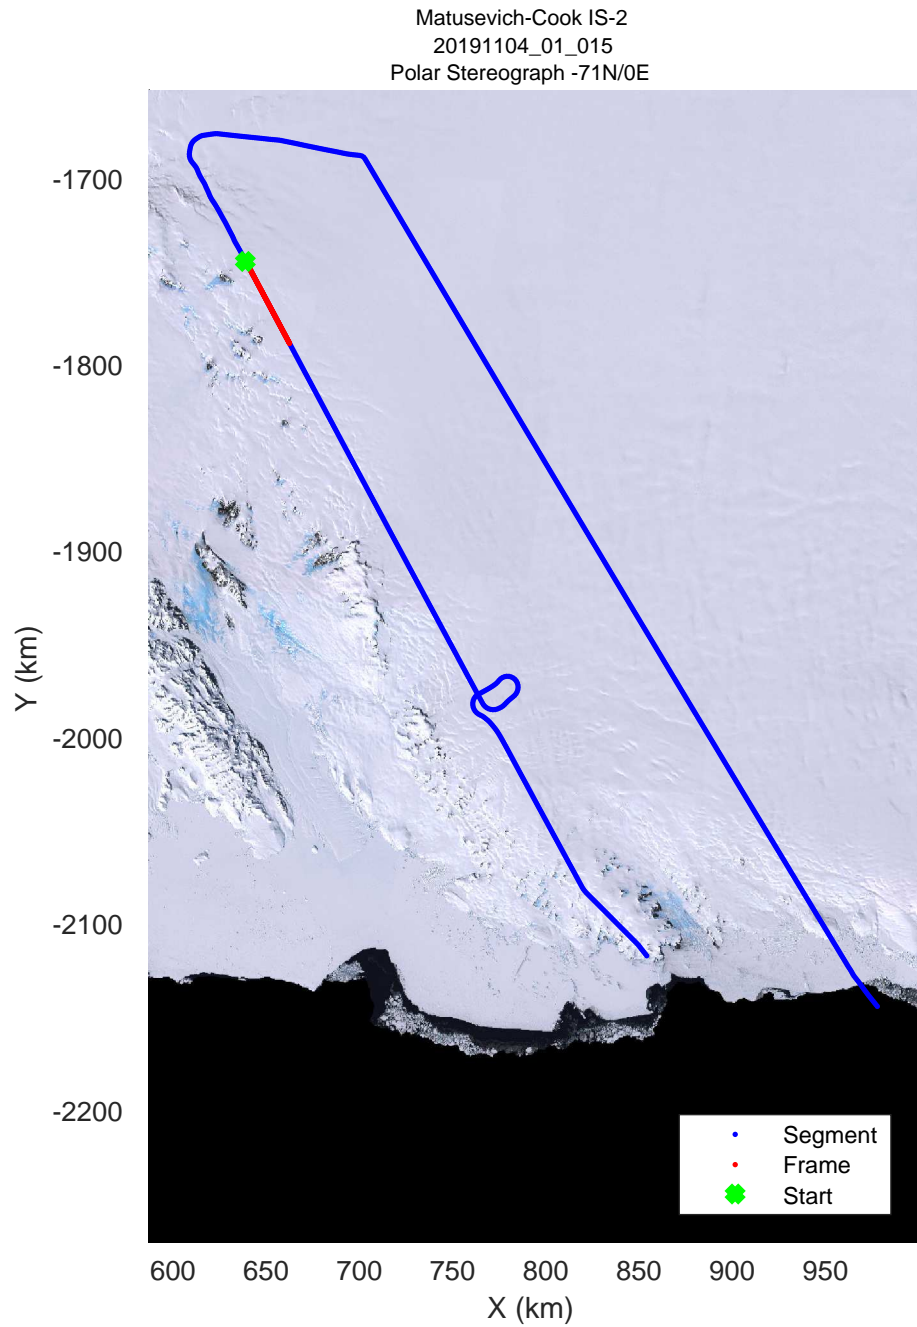 Matusevich-Cook IS-2
20191104_01_015
Polar Stereograph -71N/0E
-1700
-1800
-1900
-2000
-2100
-2200
Y (km)
Segment
Frame
Start
600
650
700
750
800
850
900
950
X (km)